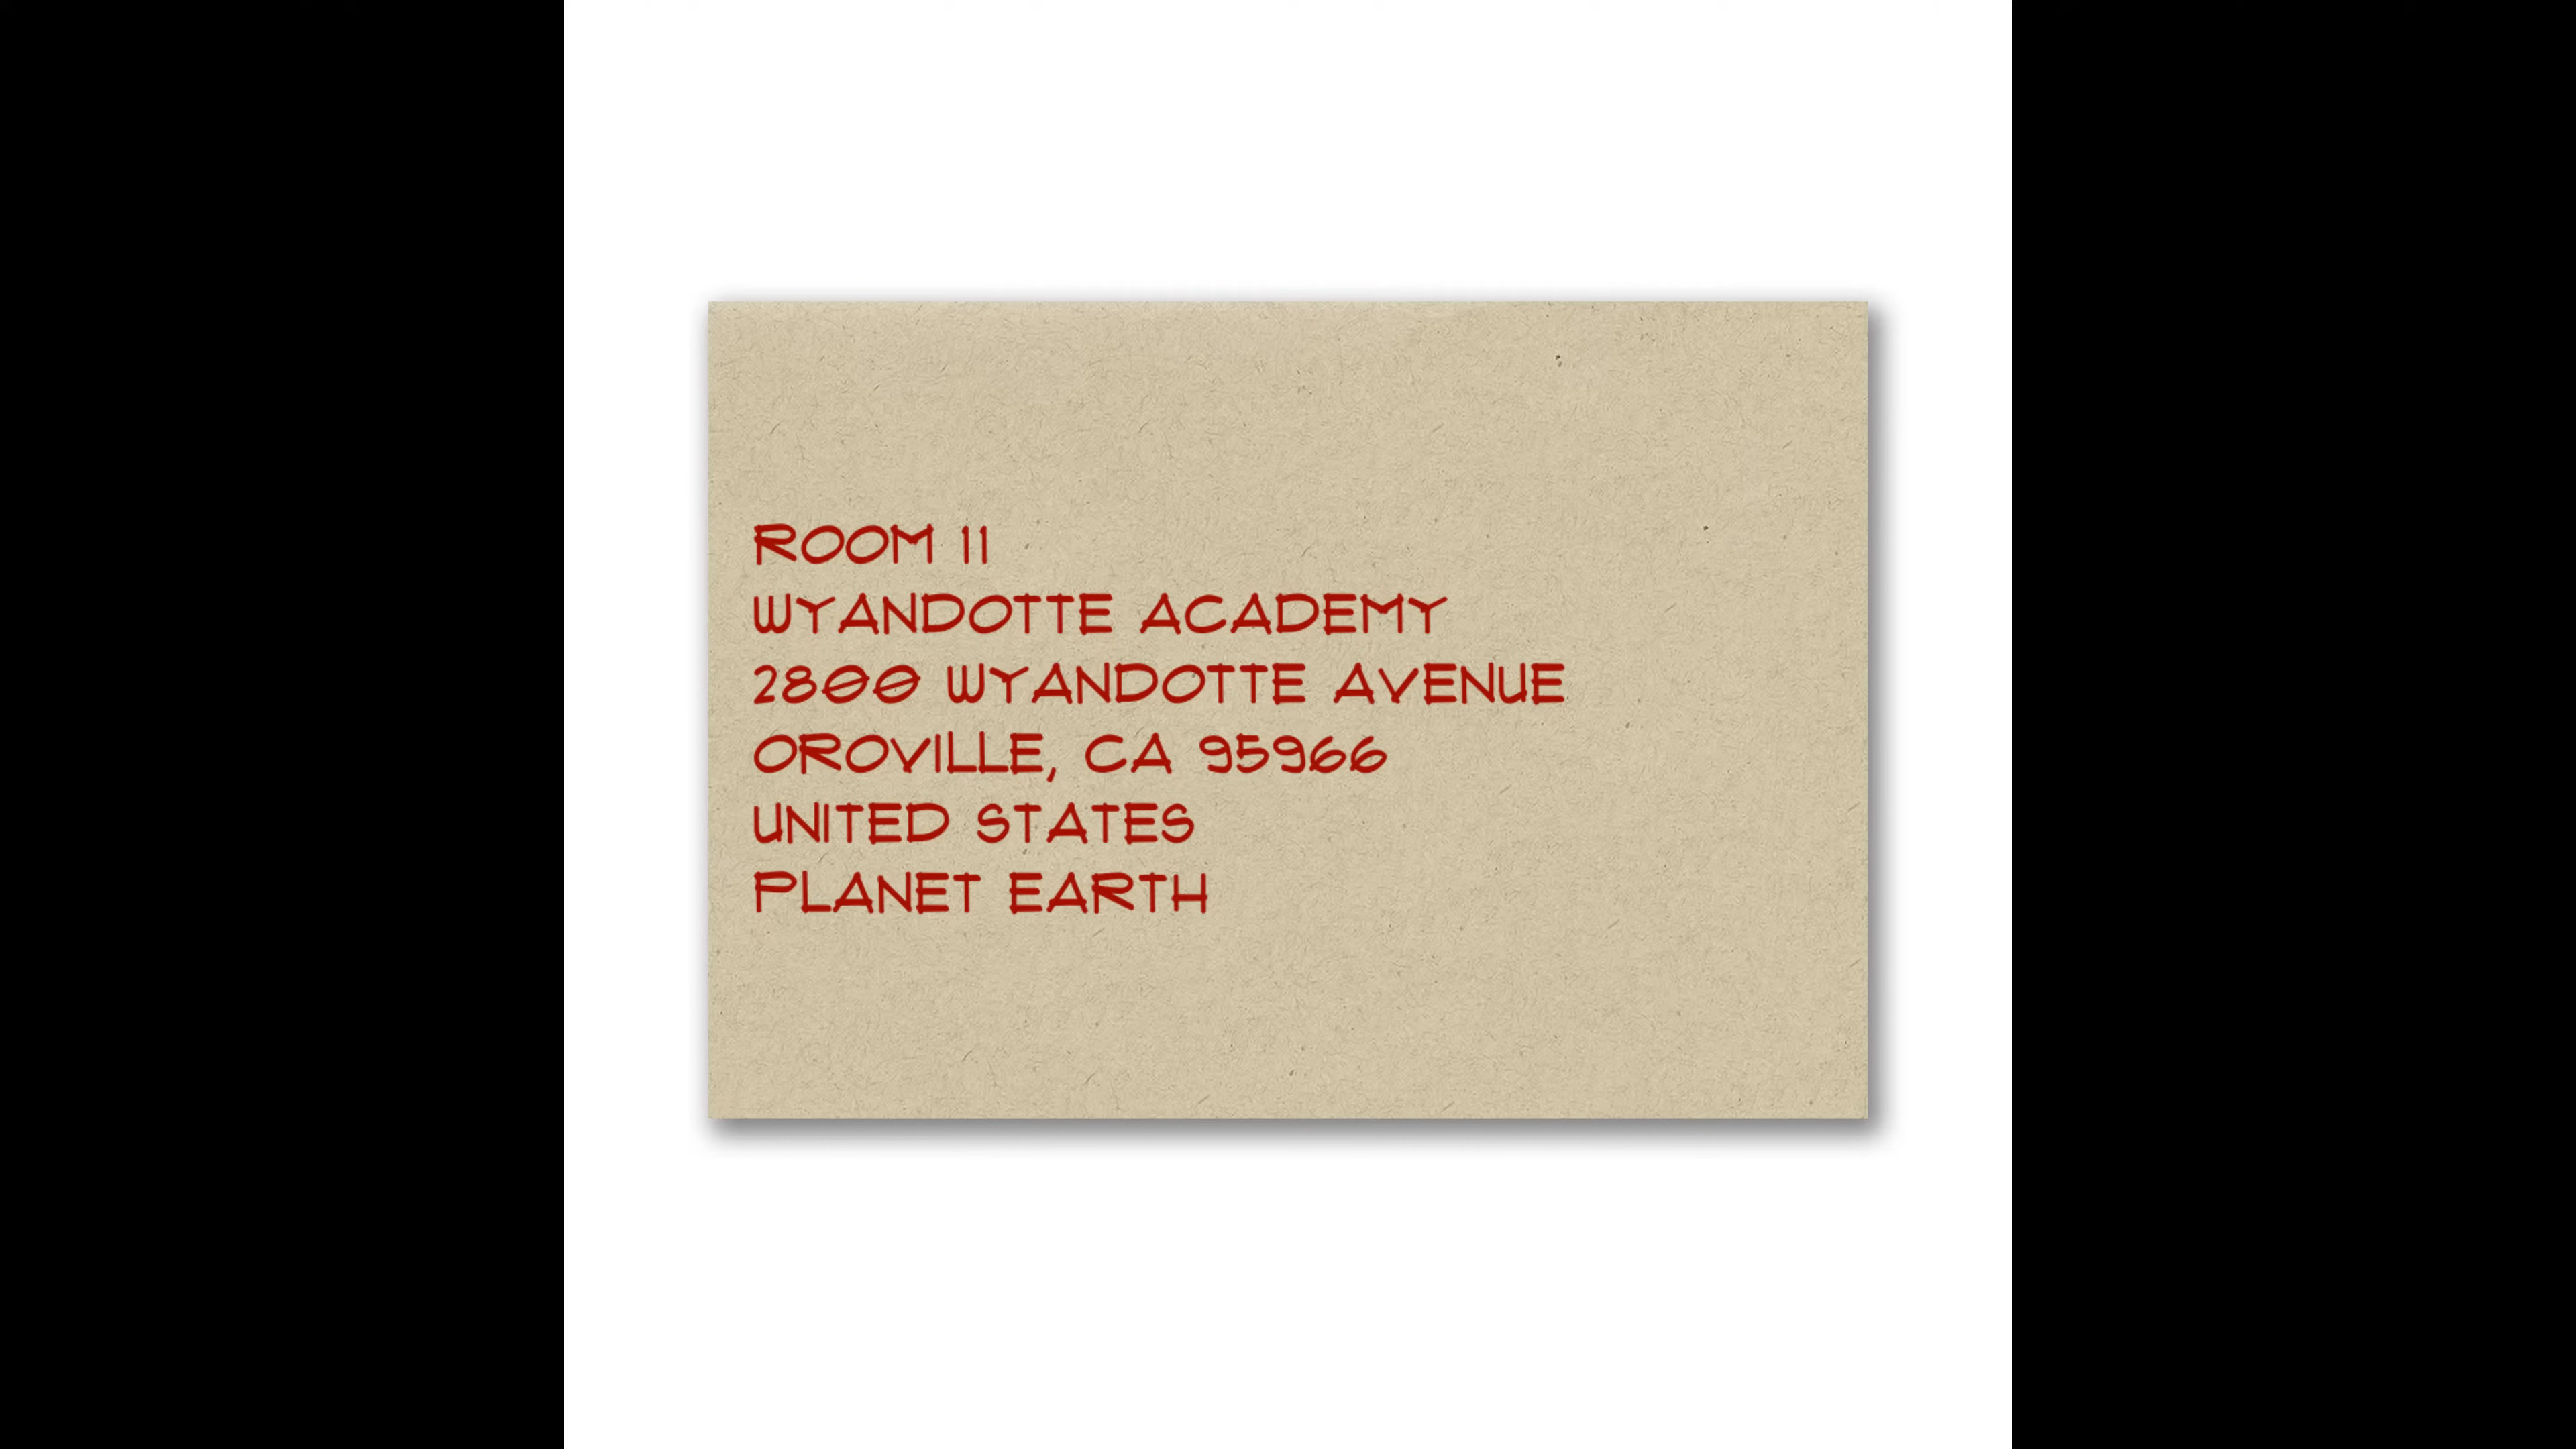 ROOM 11
WYANDOTTE ACADEMY
2800 WYANDOTTE AVENUE
OROVILLE, CA 95966
UNITED STATES
PLANET EARTH